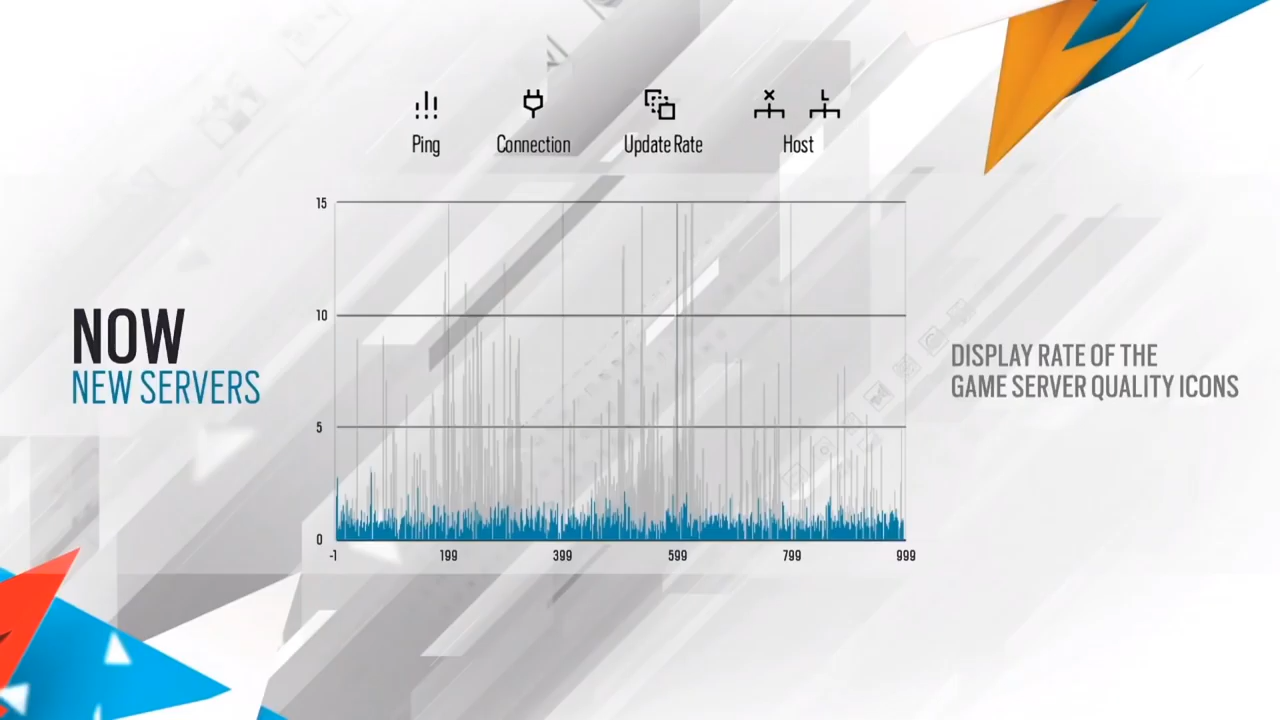 Ping Connection Update Rate Host
15
10
5
0
-1 199 399 599 799 999
NOW
NEW SERVERS
DISPLAY RATE OF THE
GAME SERVER QUALITY ICONS